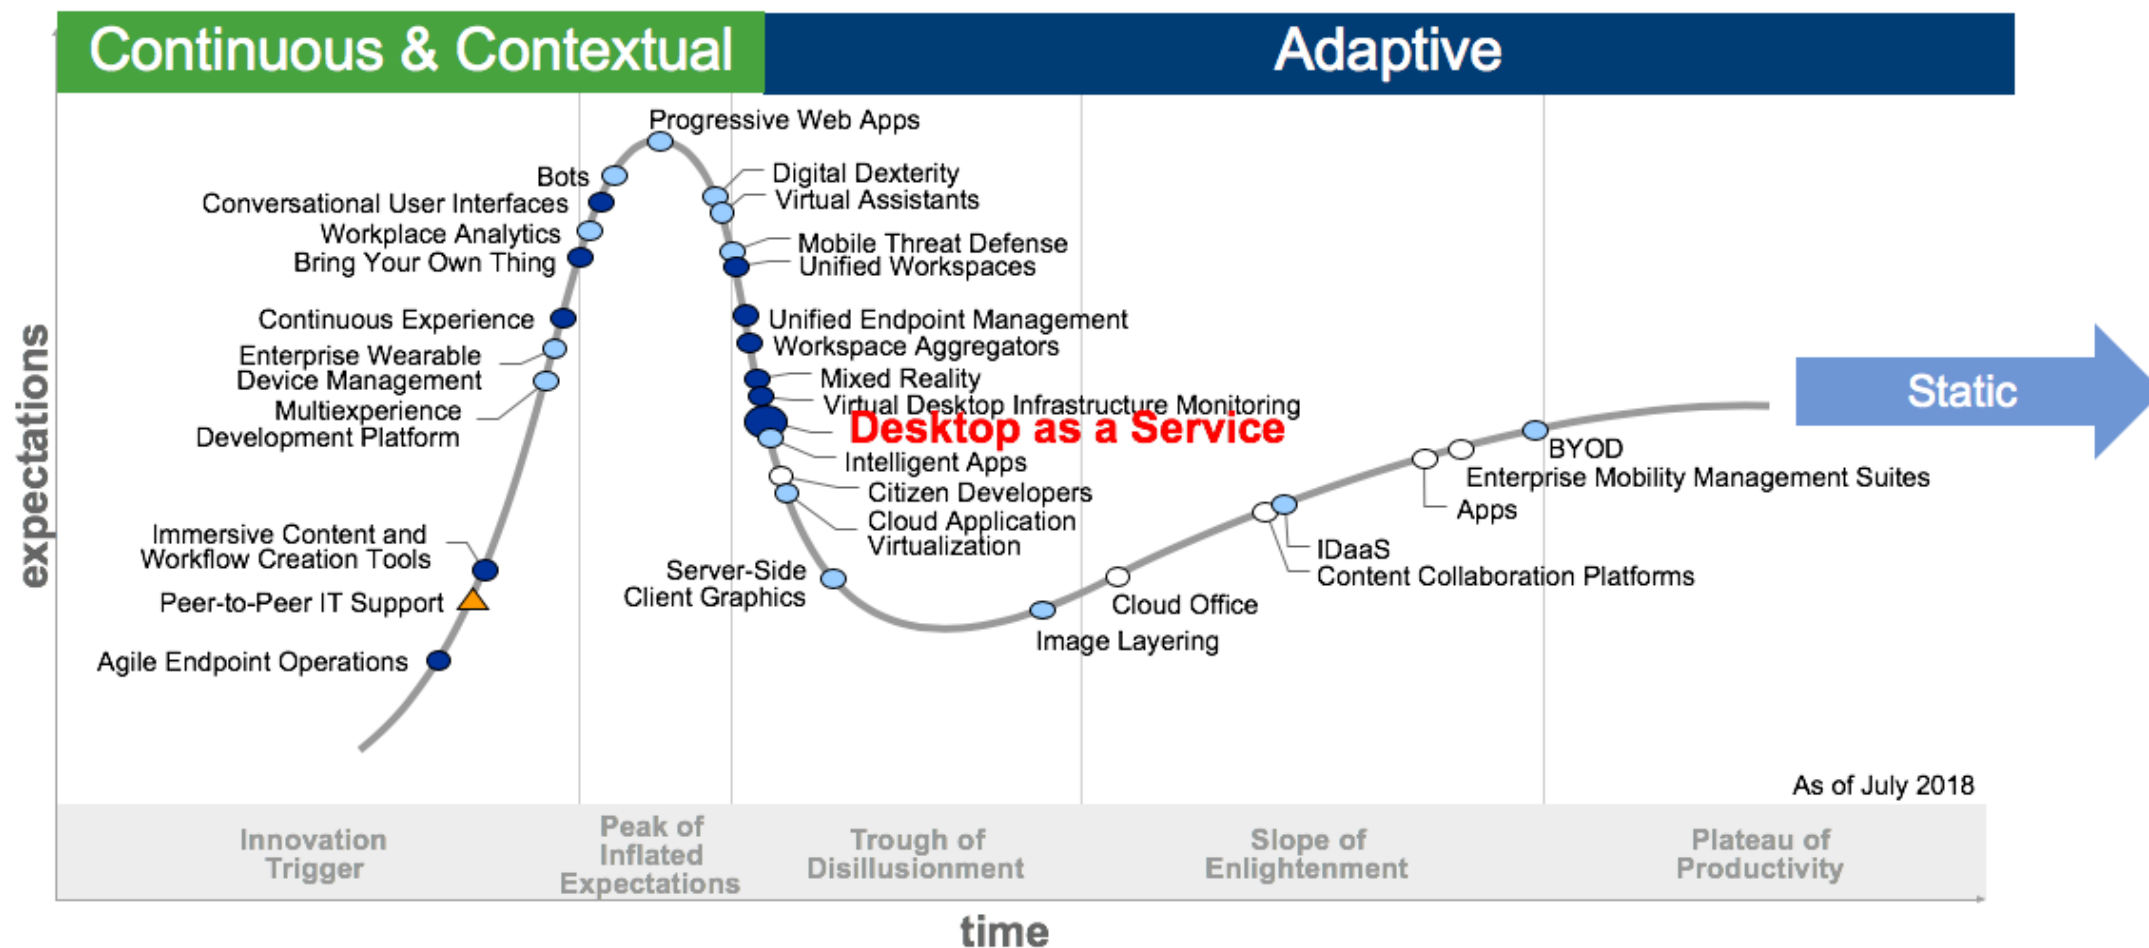 Continuous & Contextual
Adaptive
Progressive Web Apps
Bots
Conversational User Interfaces
Workplace Analytics
Bring Your Own Thing
Continuous Experience
Enterprise Wearable
Device Management
Multiexperience
Development Platform
Immersive Content and
Workflow Creation Tools
Peer-to-Peer IT Support
Agile Endpoint Operations
Digital Dexterity
Virtual Assistants
Mobile Threat Defense
Unified Workspaces
Unified Endpoint Management
Workspace Aggregators
Mixed Reality
Virtual Desktop Infrastructure Monitoring
Desktop as a Service
Intelligent Apps
Citizen Developers
Cloud Application
Virtualization
Server-Side
Client Graphics
Image Layering
Cloud Office
IDaaS
Content Collaboration Platforms
Apps
Enterprise Mobility Management Suites
BYOD
Static
expectations
As of July 2018
Innovation
Trigger
Peak of
Inflated
Expectations
Trough of
Disillusionment
Slope of
Enlightenment
Plateau of
Productivity
time